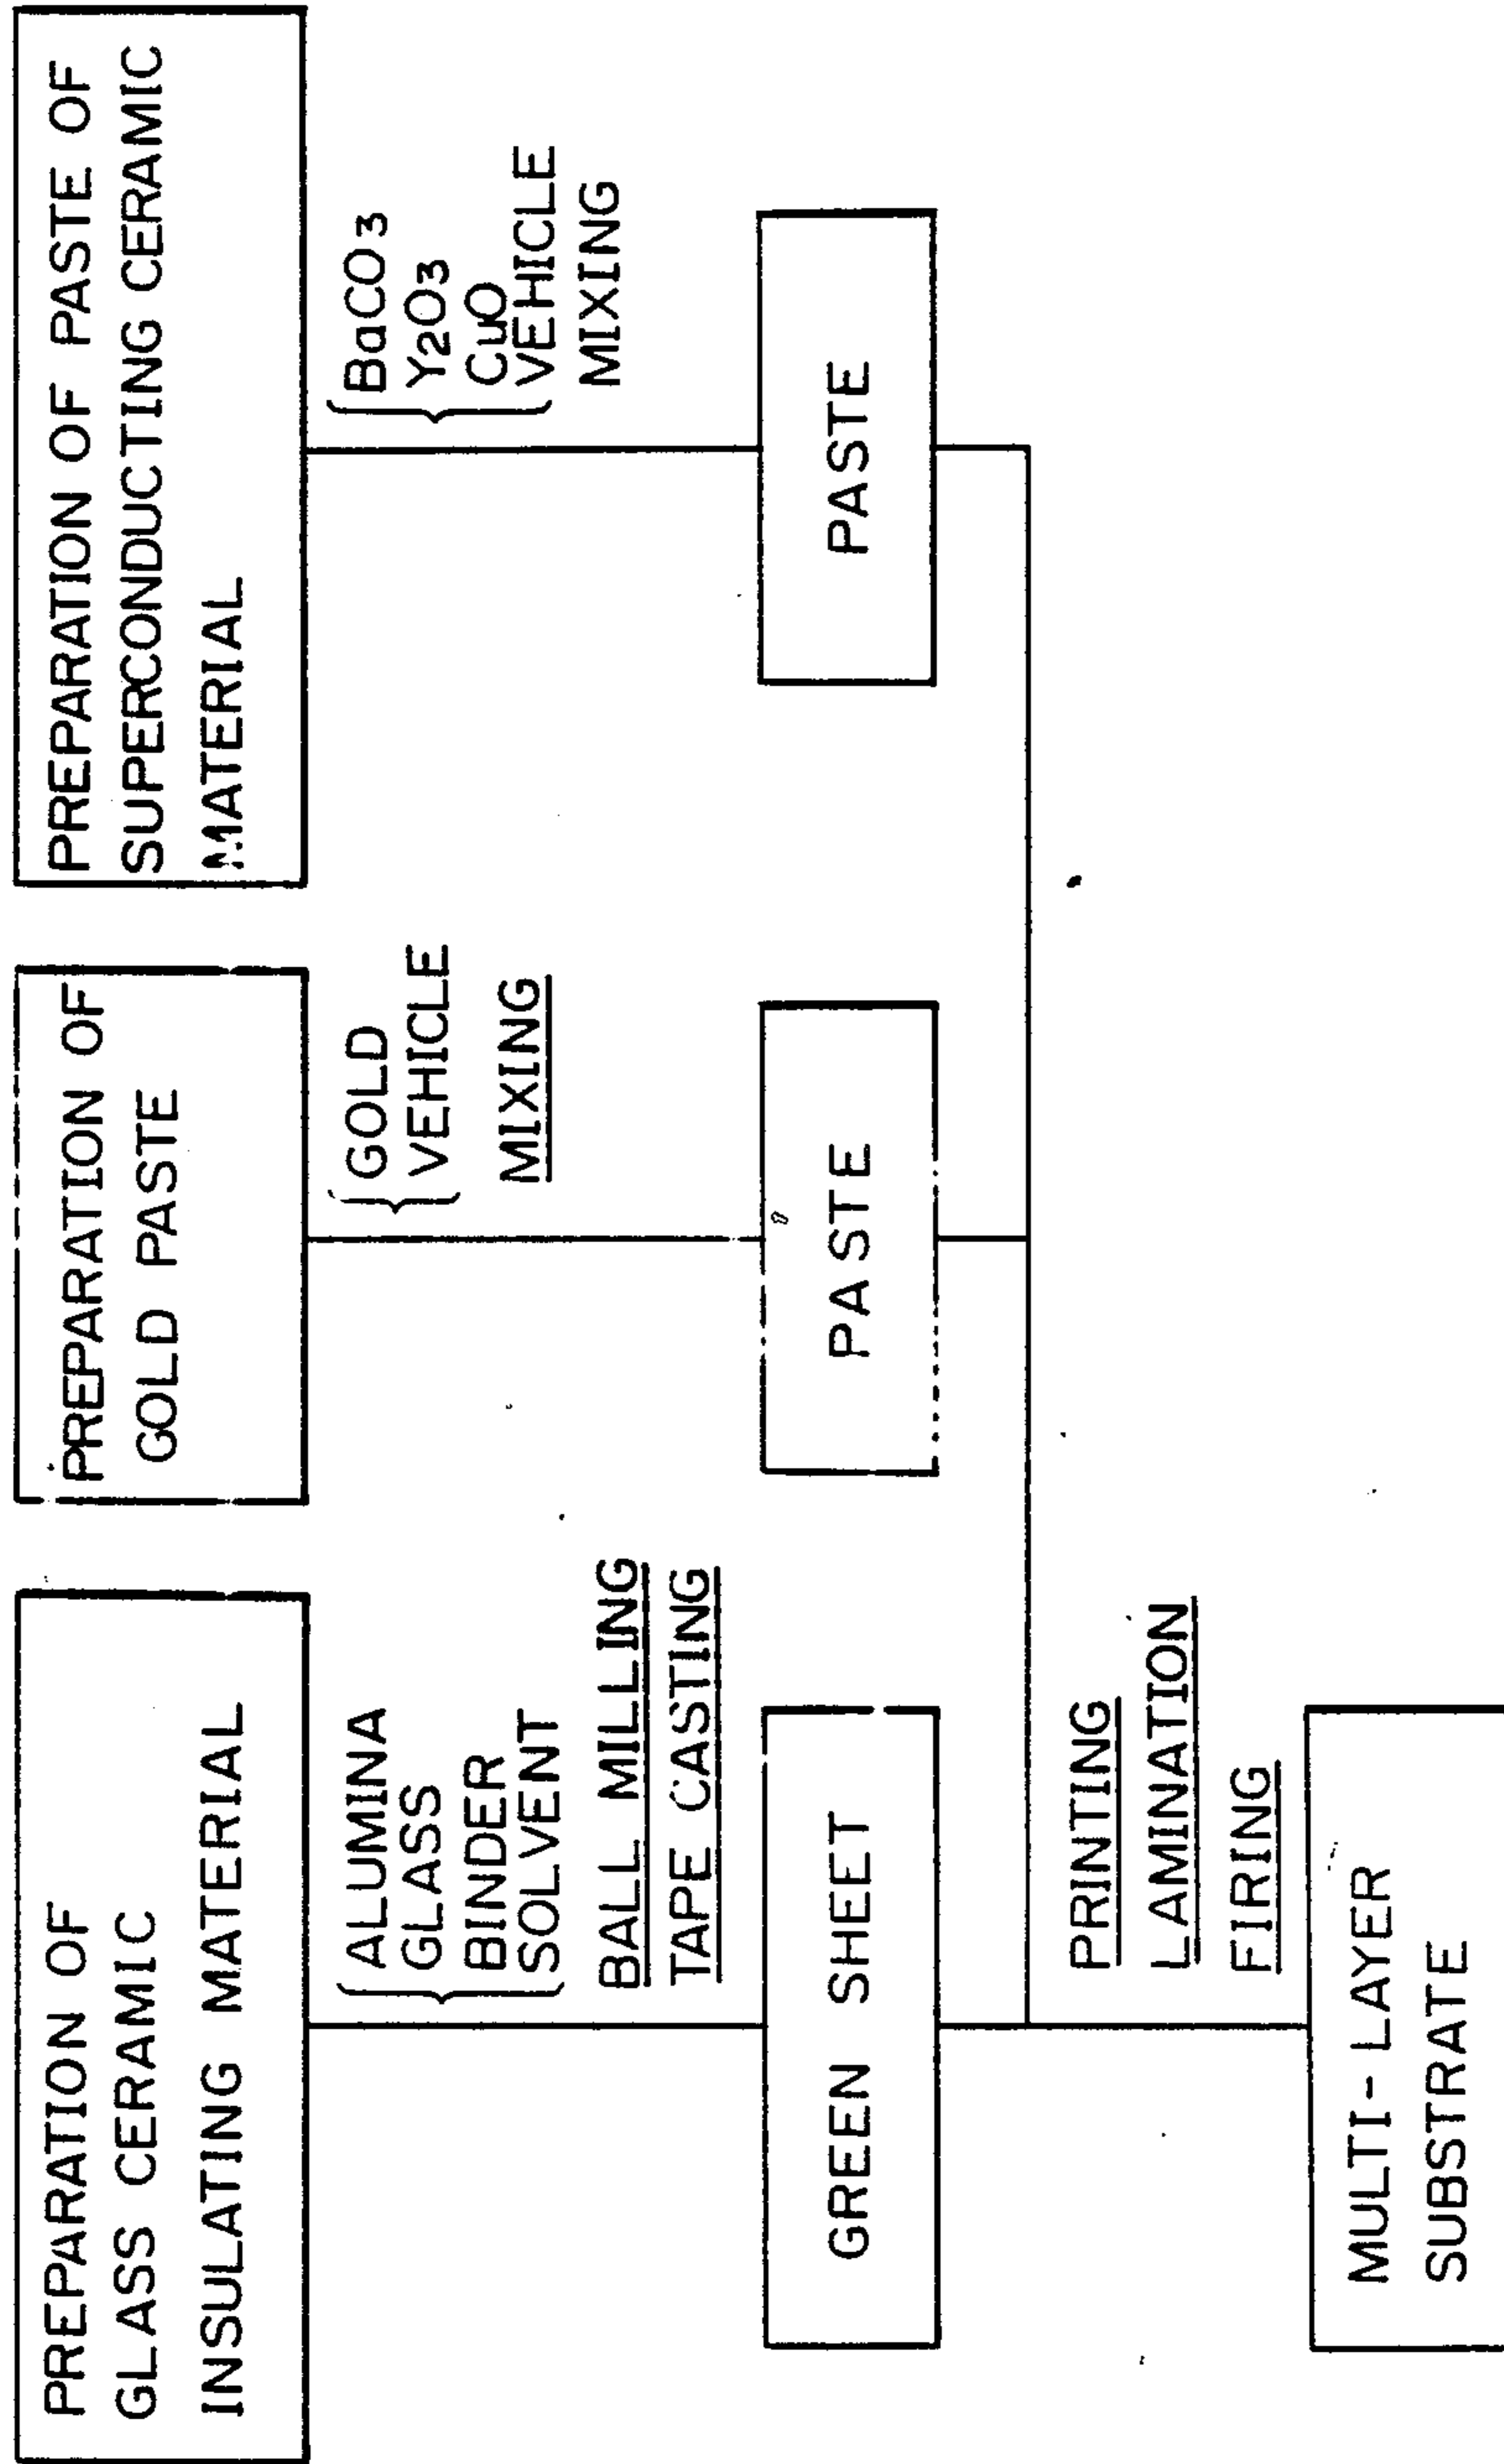 PREPARATION OF
GLASS CERAMIC
INSULATING MATERIAL
ALUMINA
GLASS
BINDER
SOLVENT
BALL MILLING
TAPE CASTING
GREEN SHEET
PREPARATION OF
GOLD PASTE
GOLD
VEHICLE
MIXING
PASTE
PREPARATION OF PASTE OF
SUPERCONDUCTING CERAMIC
MATERIAL
BaCO3
Y2O3
CuO
VEHICLE
MIXING
PASTE
PRINTING
LAMINATION
FIRING
MULTI-LAYER
SUBSTRATE